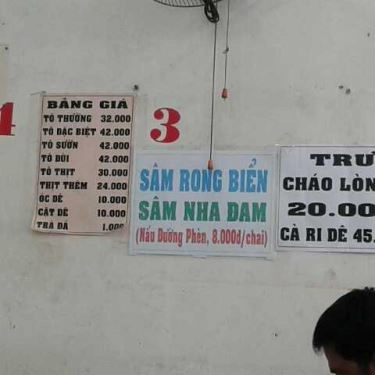 4
BẢNG GIÁ
TÔ THƯỜNG 32.000
TÔ ĐẶC BIỆT 42.000
TÔ SƯỜN 42.000
TÔ ĐÙI 42.000
TÔ THỊT 30.000
THỊT THÊM 24.000
ÓC DÊ 10.000
CẬT DÊ 10.000
TRÀ ĐÁ 1.000
3
SÂM RONG BIỂN
SÂM NHA ĐAM
(Nấu Đường Phèn, 8.000đ/chai)
TRƯ
CHÁO LÒN
20.00
CÀ RI DÊ 45.